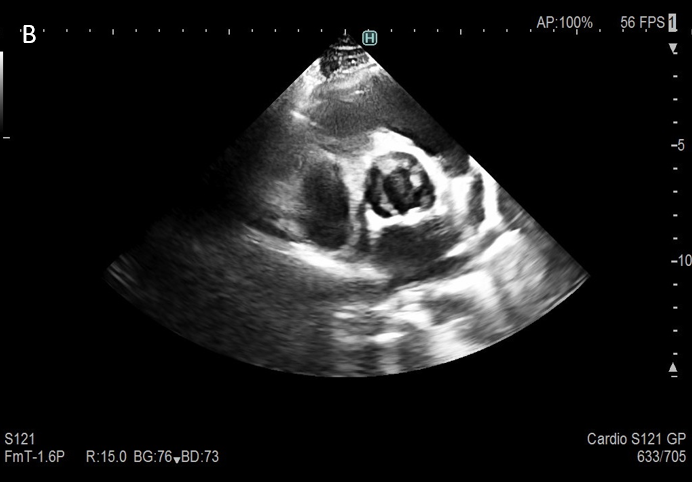 B
H
AP:100% 56 FPS 1
-5
-10
S121
FmT-1.6P R:15.0 BG:76▾BD:73
Cardio S121 GP
633/705